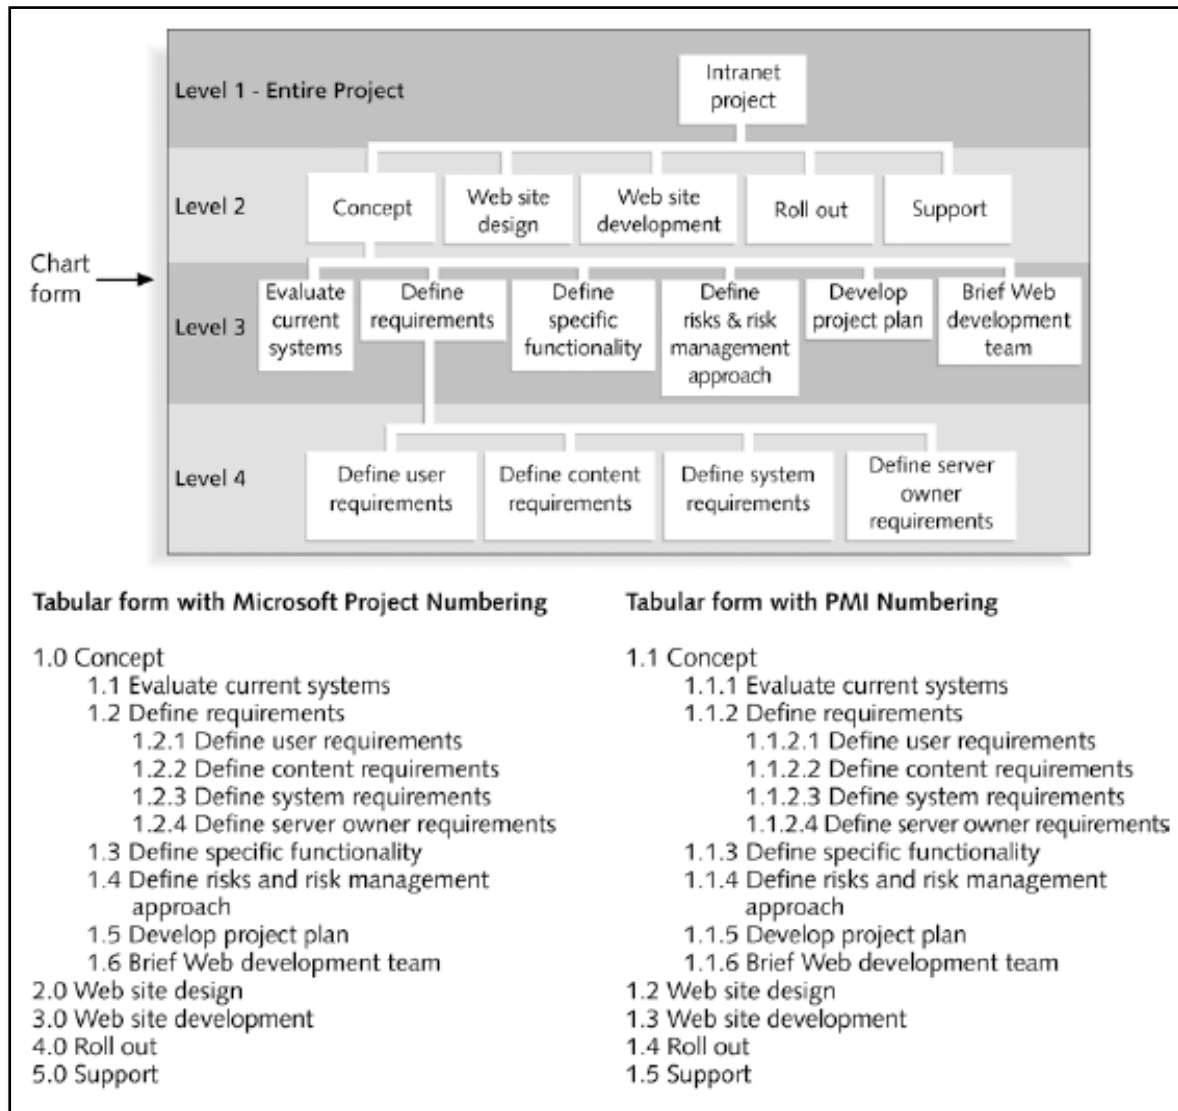 Level 1 - Entire Project
Intranet
project
Level 2
Concept
Web site
design
Web site
development
Roll out
Support
Chart
form
Level 3
Evaluate
current
systems
Define
requirements
Define
specific
functionality
Define
risks & risk
management
approach
Develop
project plan
Brief Web
development
team
Level 4
Define user
requirements
Define content
requirements
Define system
requirements
Define server
owner
requirements
Tabular form with Microsoft Project Numbering
1.0 Concept
1.1 Evaluate current systems
1.2 Define requirements
1.2.1 Define user requirements
1.2.2 Define content requirements
1.2.3 Define system requirements
1.2.4 Define server owner requirements
1.3 Define specific functionality
1.4 Define risks and risk management
approach
1.5 Develop project plan
1.6 Brief Web development team
2.0 Web site design
3.0 Web site development
4.0 Roll out
5.0 Support
Tabular form with PMI Numbering
1.1 Concept
1.1.1 Evaluate current systems
1.1.2 Define requirements
1.1.2.1 Define user requirements
1.1.2.2 Define content requirements
1.1.2.3 Define system requirements
1.1.2.4 Define server owner requirements
1.1.3 Define specific functionality
1.1.4 Define risks and risk management
approach
1.1.5 Develop project plan
1.1.6 Brief Web development team
1.2 Web site design
1.3 Web site development
1.4 Roll out
1.5 Support